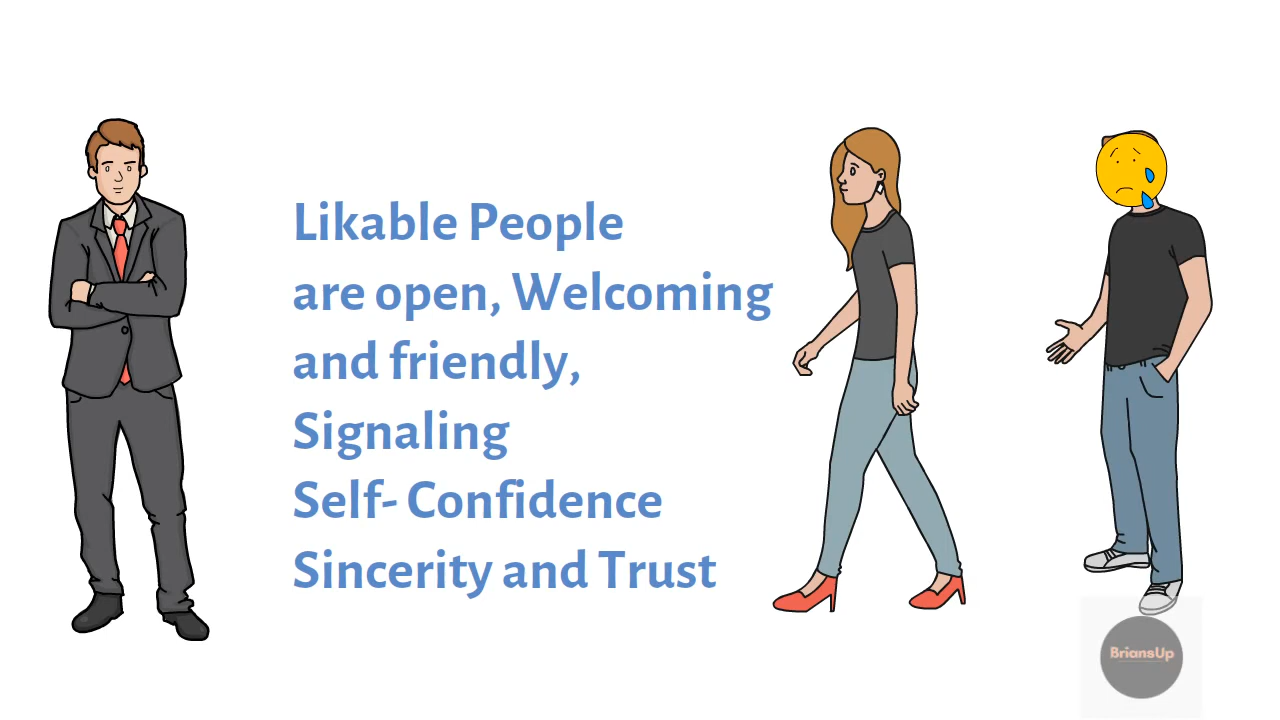 Likable People
are open, Welcoming
and friendly,
Signaling
Self- Confidence
Sincerity and Trust
BriansUp